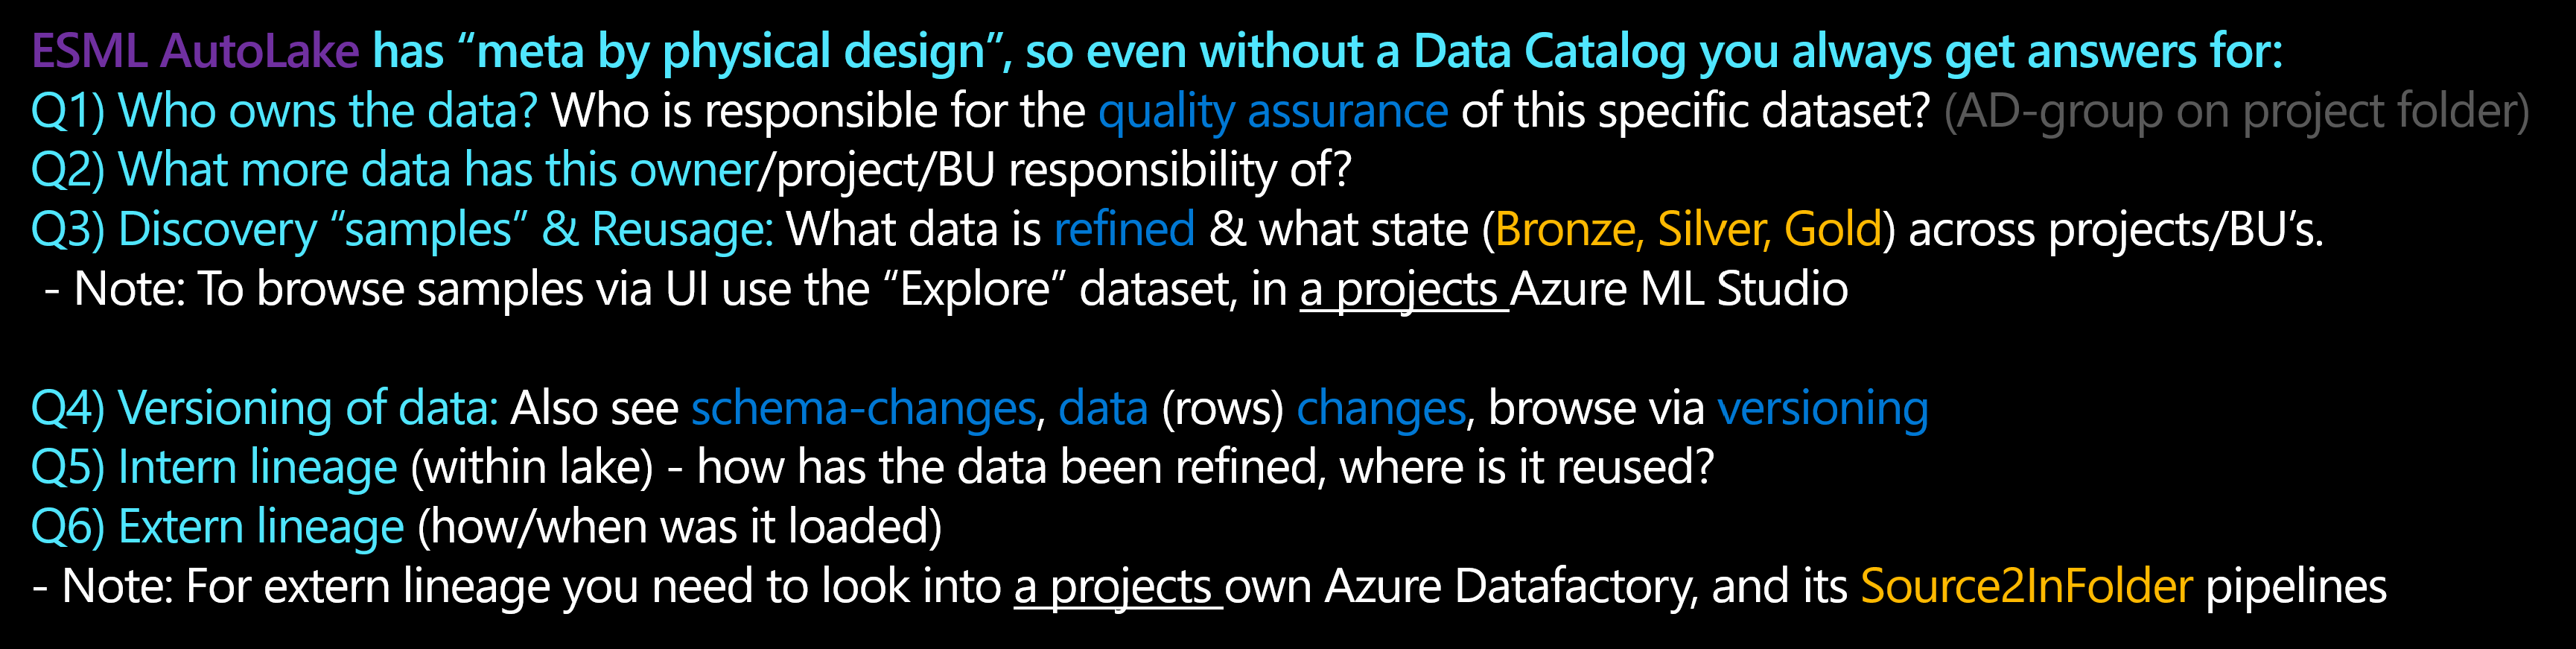 ESML AutoLake has “meta by physical design”, so even without a Data Catalog you always get answers for:
Q1) Who owns the data? Who is responsible for the quality assurance of this specific dataset? (AD-group on project folder)
Q2) What more data has this owner/project/BU responsibility of?
Q3) Discovery “samples” & Reusage: What data is refined & what state (Bronze, Silver, Gold) across projects/BU’s.
- Note: To browse samples via UI use the “Explore” dataset, in a projects Azure ML Studio
Q4) Versioning of data: Also see schema-changes, data (rows) changes, browse via versioning
Q5) Intern lineage (within lake) - how has the data been refined, where is it reused?
Q6) Extern lineage (how/when was it loaded)
- Note: For extern lineage you need to look into a projects own Azure Datafactory, and its Source2InFolder pipelines